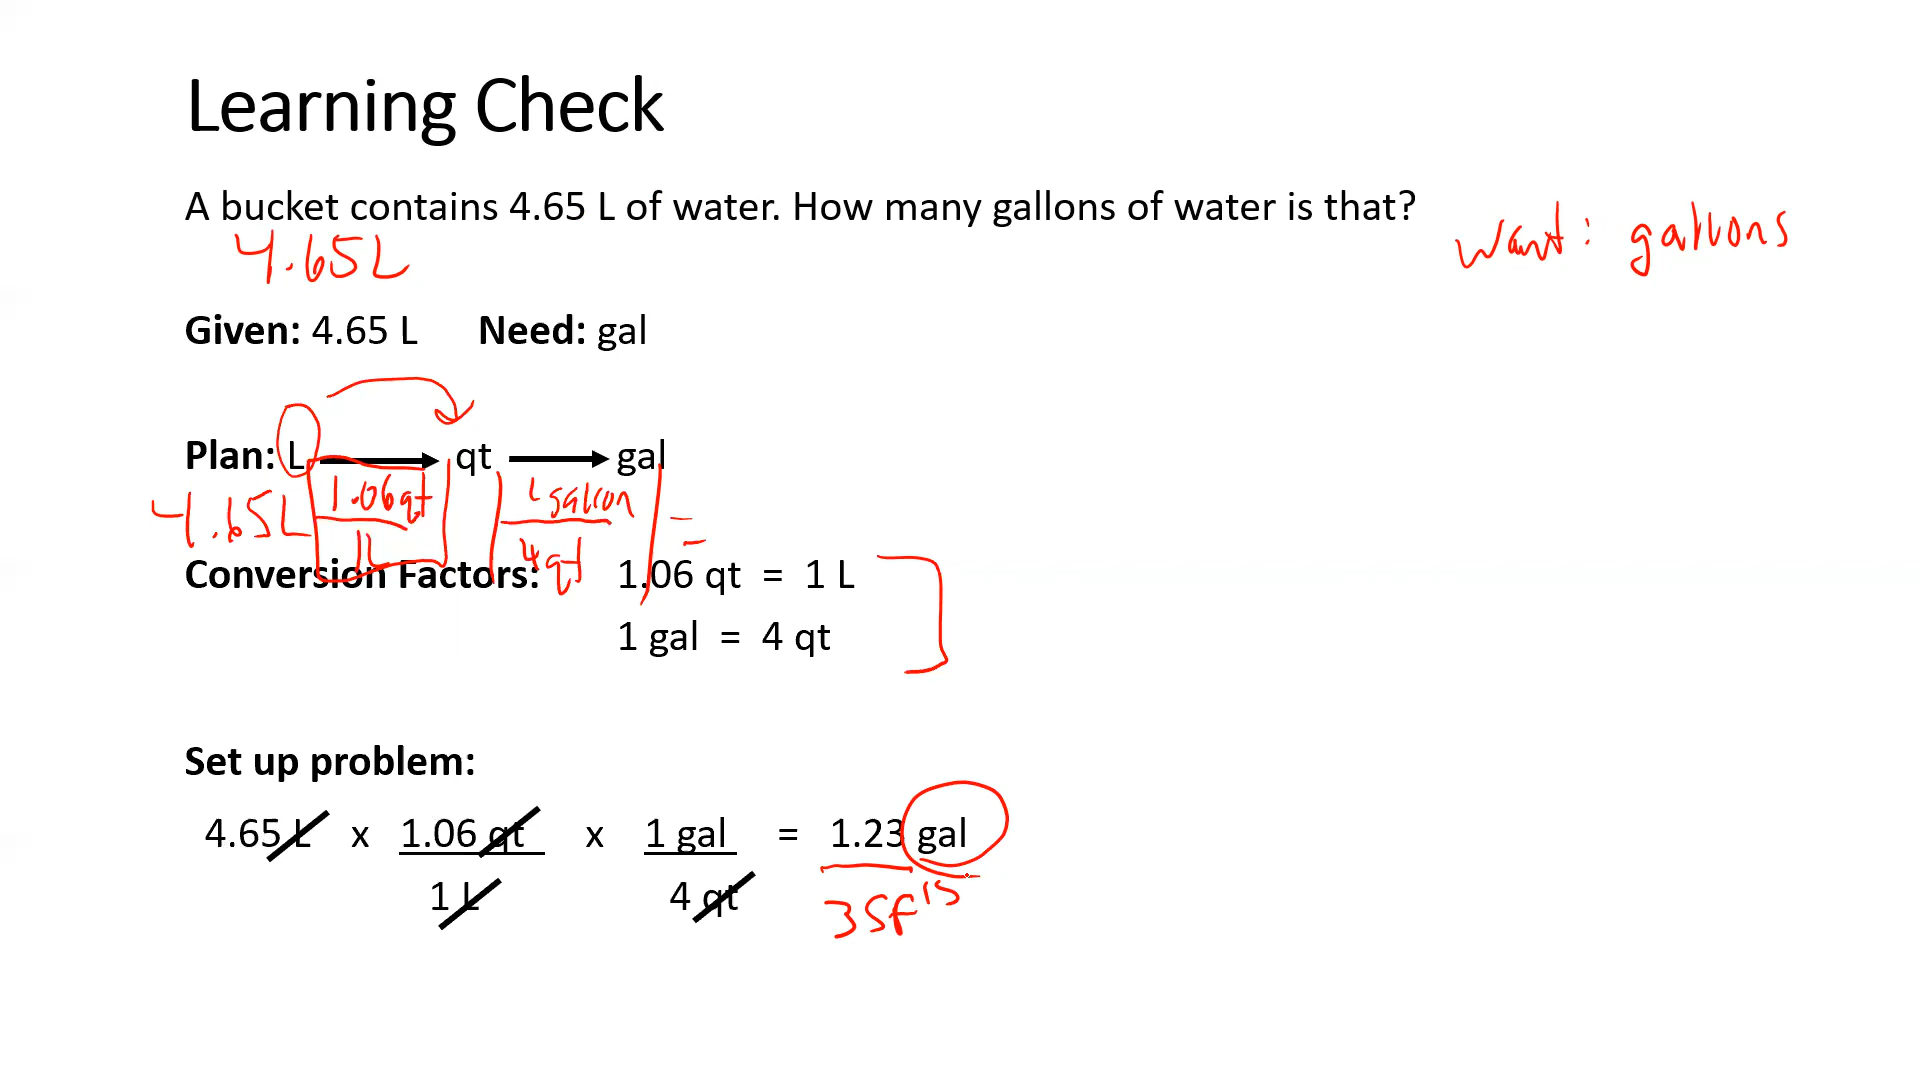 Learning Check
A bucket contains 4.65 L of water. How many gallons of water is that?
4.65L
want: gallons
Given: 4.65 L Need: gal
Plan: L qt gal
4.65L 1.06qt 1 gallon =
1L 4qt
Conversion Factors: 1.06 qt = 1 L
1 gal = 4 qt
Set up problem:
4.65 L x 1.06 qt x 1 gal = 1.23 gal
1 L 4 qt
3 SF's